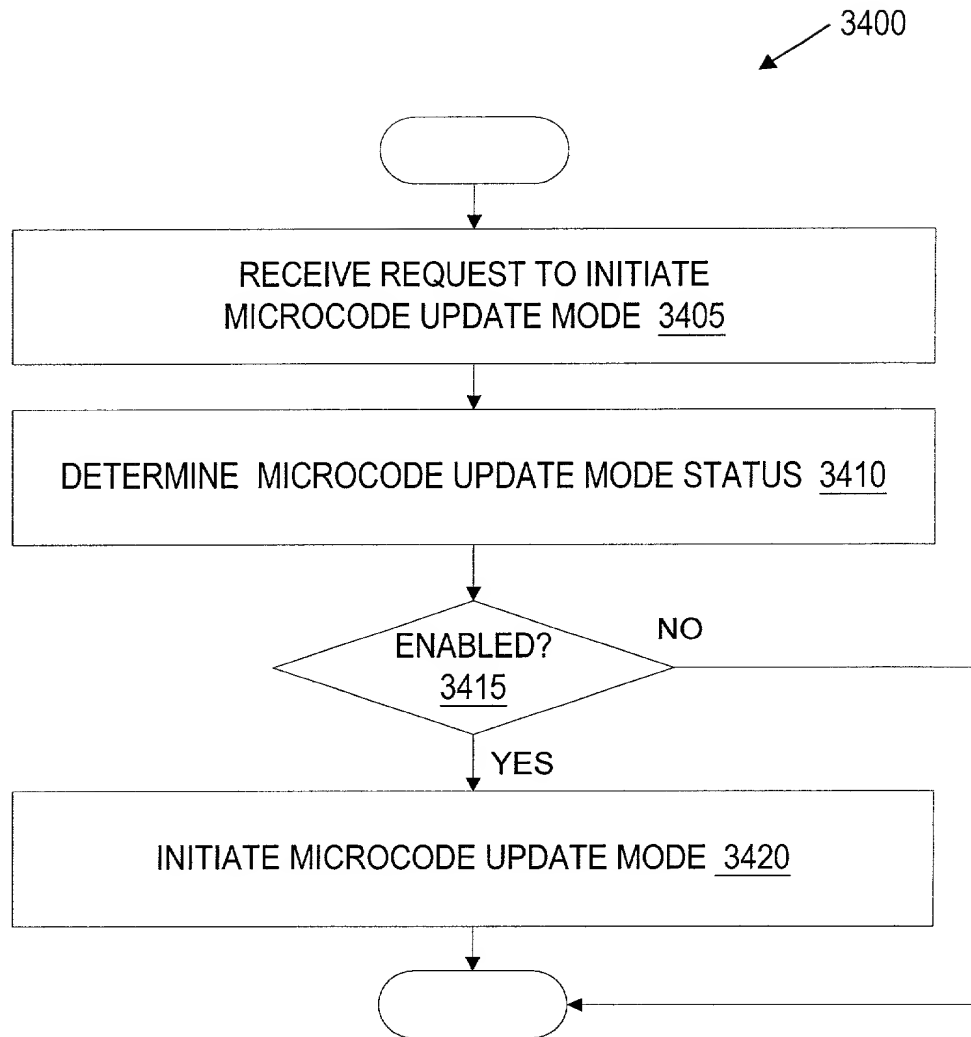 3400
RECEIVE REQUEST TO INITIATE
MICROCODE UPDATE MODE 3405
DETERMINE MICROCODE UPDATE MODE STATUS 3410
ENABLED?
3415
NO
YES
INITIATE MICROCODE UPDATE MODE 3420